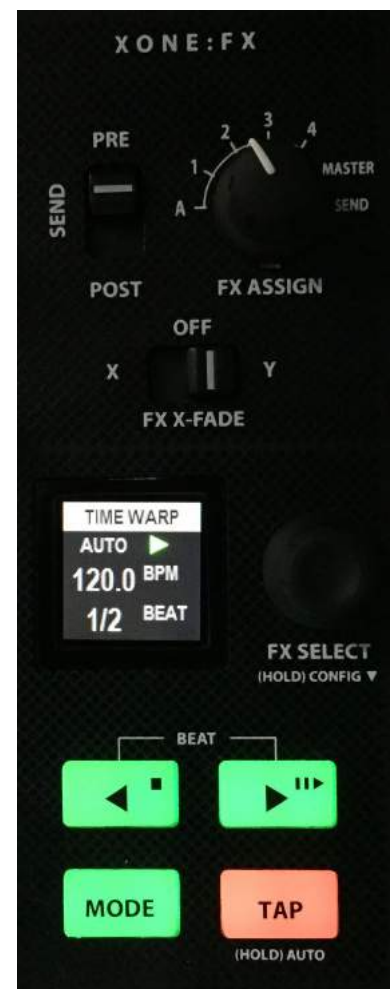 XONE:FX
PRE
SEND
POST
A 1 2 3 4
MASTER
SEND
FX ASSIGN
OFF
X Y
FX X-FADE
TIME WARP
AUTO
120.0 BPM
1/2 BEAT
FX SELECT
(HOLD) CONFIG ▼
BEAT
MODE
TAP
(HOLD) AUTO